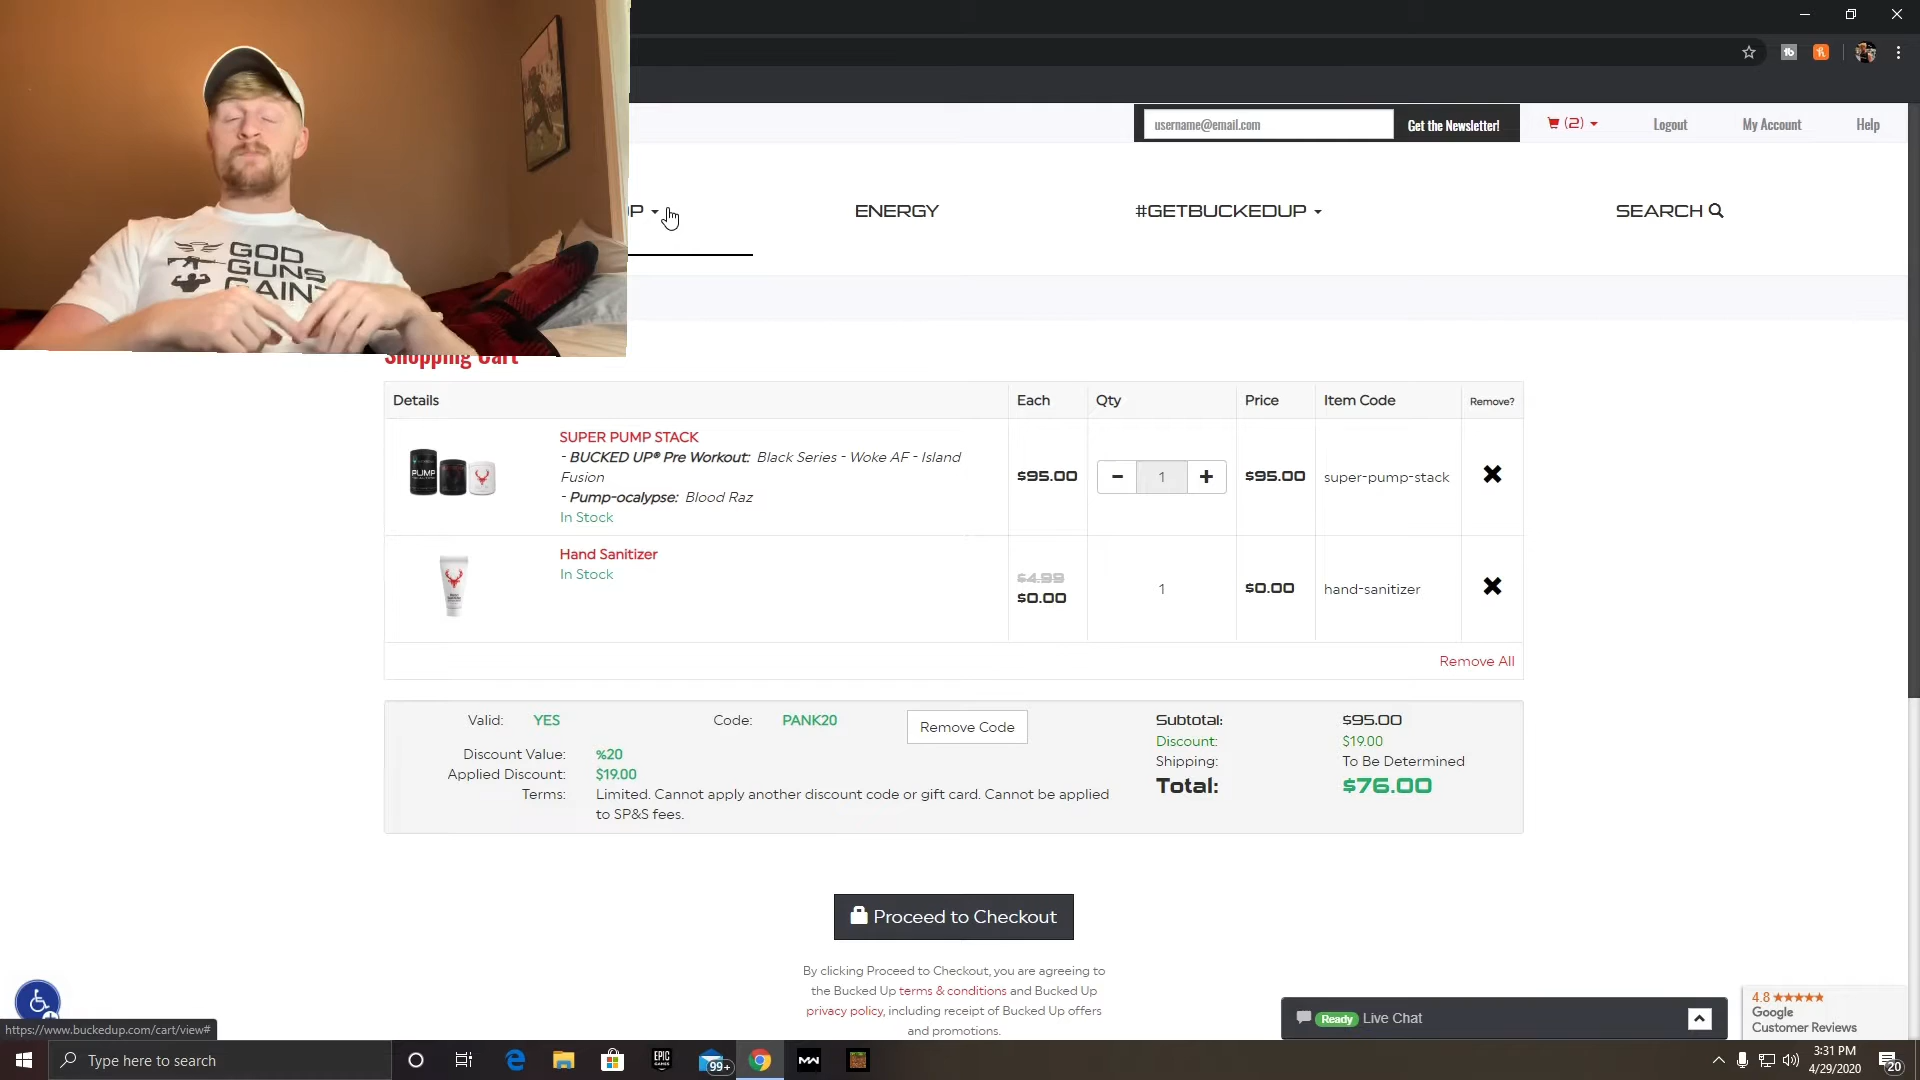 username@email.com
Get the Newsletter!
(2)
Logout
My Account
Help
ENERGY
#GETBUCKEDUP
SEARCH
GOD
GUNS
Shopping Cart
Details
Each
Qty
Price
Item Code
Remove?
SUPER PUMP STACK
- BUCKED UP® Pre Workout: Black Series - Woke AF - Island
Fusion
- Pump-ocalypse: Blood Raz
In Stock
PUMP
$95.00
1
$95.00
super-pump-stack
Hand Sanitizer
In Stock
$4.99
$0.00
1
$0.00
hand-sanitizer
Remove All
Valid: YES
Code: PANK20
Remove Code
Discount Value: %20
Applied Discount: $19.00
Terms: Limited. Cannot apply another discount code or gift card. Cannot be applied
to SP&S fees.
Subtotal: $95.00
Discount: $19.00
Shipping: To Be Determined
Total: $76.00
Proceed to Checkout
By clicking Proceed to Checkout, you are agreeing to
the Bucked Up terms & conditions and Bucked Up
privacy policy, including receipt of Bucked Up offers
and promotions.
Ready Live Chat
4.8
Google
Customer Reviews
https://www.buckedup.com/cart/view#
Type here to search
EPIC
GAMES
99+
MW
3:31 PM
4/29/2020
20